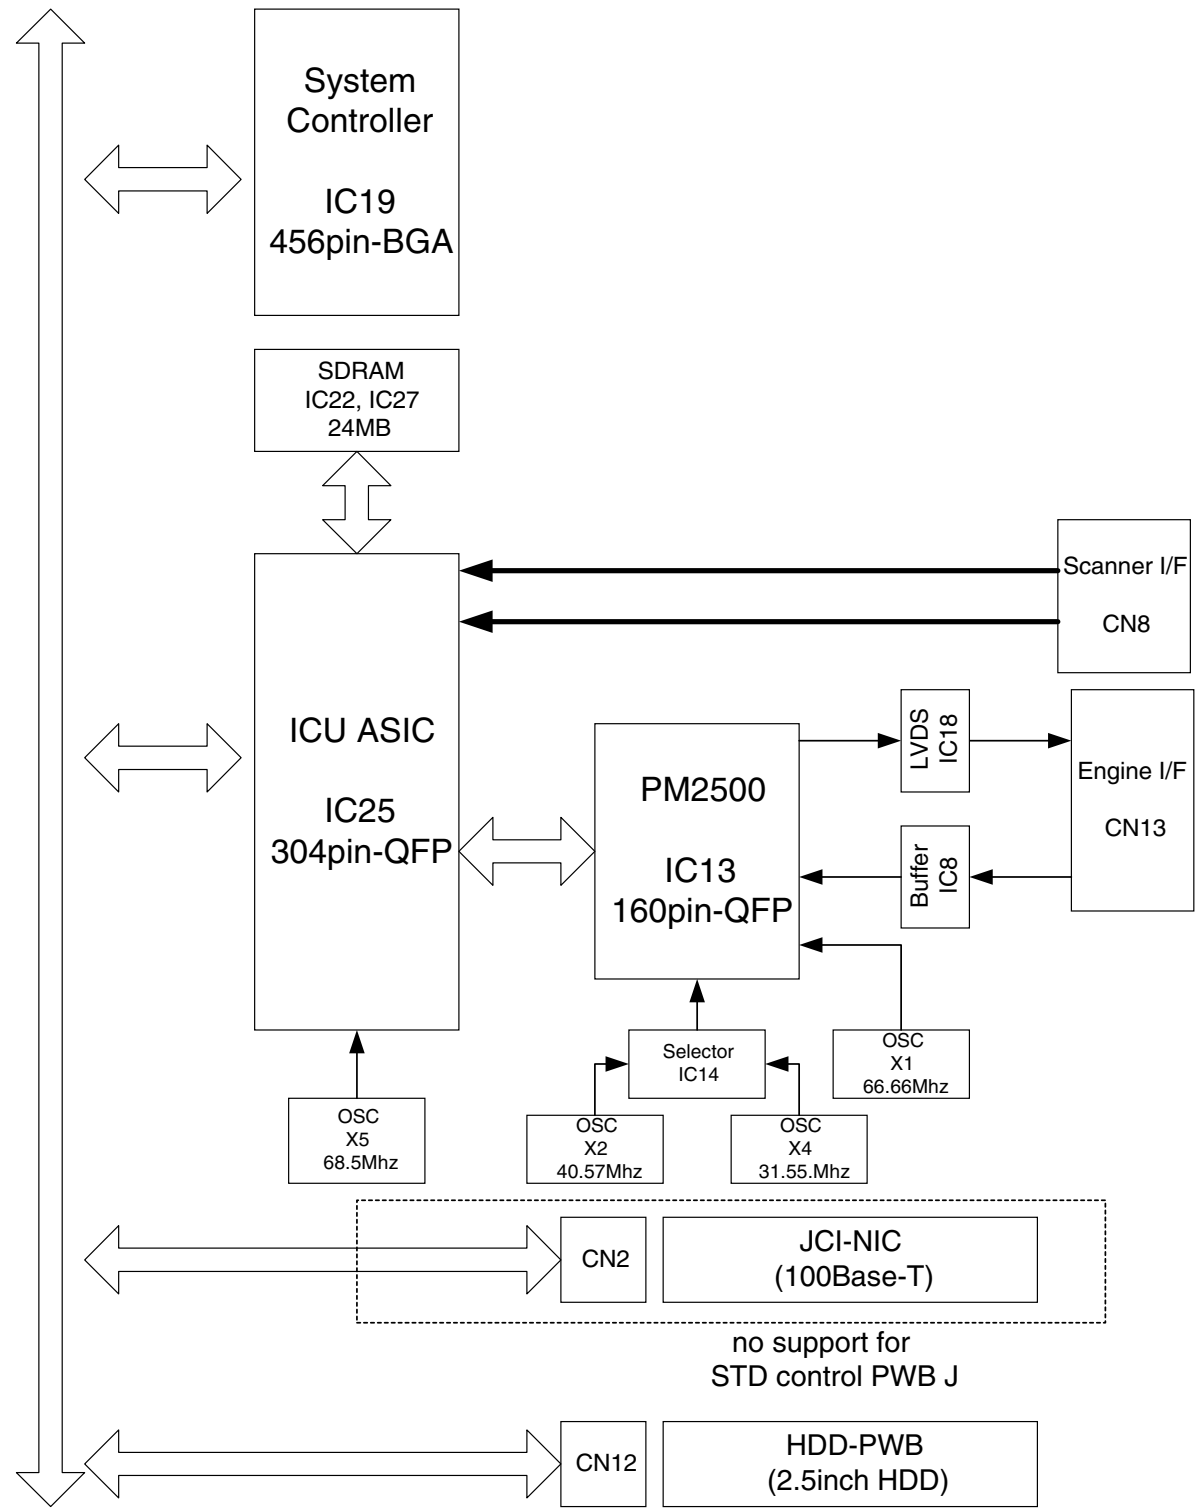 System
Controller
IC19
456pin-BGA
SDRAM
IC22, IC27
24MB
Scanner I/F
CN8
ICU ASIC
IC25
304pin-QFP
PM2500
IC13
160pin-QFP
LVDS
IC18
Buffer
IC8
Engine I/F
CN13
Selector
IC14
OSC
X1
66.66Mhz
OSC
X5
68.5Mhz
OSC
X2
40.57Mhz
OSC
X4
31.55.Mhz
CN2
JCI-NIC
(100Base-T)
no support for
STD control PWB J
CN12
HDD-PWB
(2.5inch HDD)